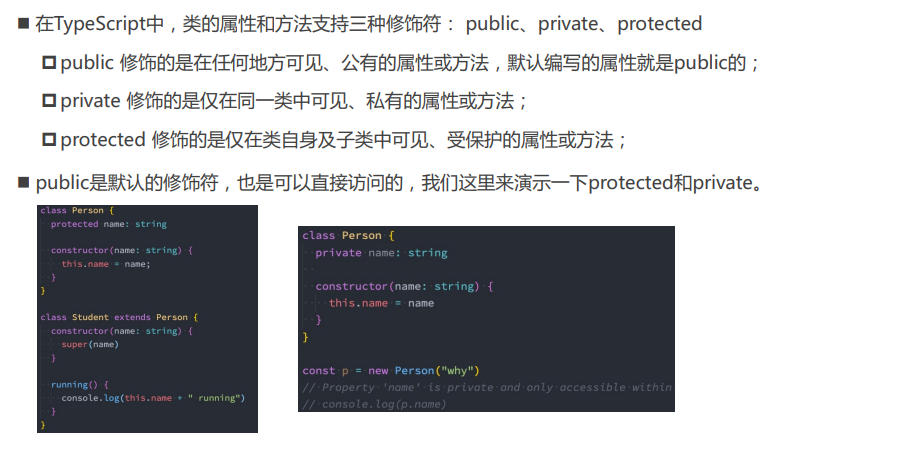 ■ 在TypeScript中，类的属性和方法支持三种修饰符： public、private、protected
public 修饰的是在任何地方可见、公有的属性或方法，默认编写的属性就是public的；
private 修饰的是仅在同一类中可见、私有的属性或方法；
protected 修饰的是仅在类自身及子类中可见、受保护的属性或方法；
■ public是默认的修饰符，也是可以直接访问的，我们这里来演示一下protected和private。
class Person {
protected name: string
constructor(name: string) {
this.name = name;
}
}
class Student extends Person {
constructor(name: string) {
super(name)
}
running() {
console.log(this.name + " running")
}
}
class Person {
private name: string
constructor(name: string) {
this.name = name
}
}
const p = new Person("why")
// Property 'name' is private and only accessible within
// console.log(p.name)